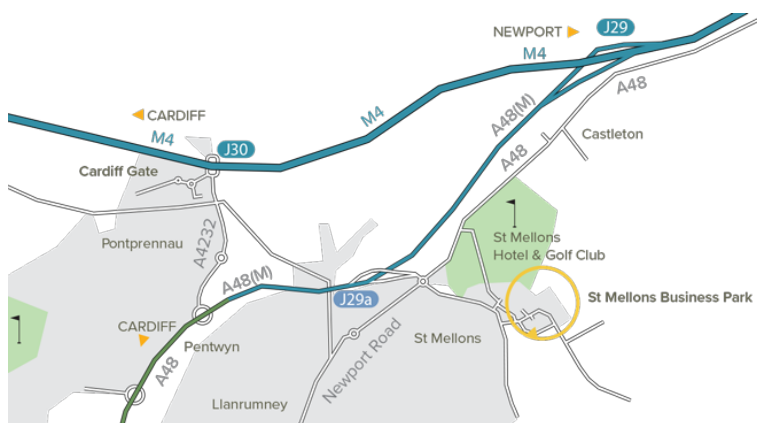 NEWPORT
J29
M4
A48
A48(M)
CARDIFF
M4
M4
J30
Castleton
A48
Cardiff Gate
A4232
Pontprennau
St Mellons
Hotel & Golf Club
A48(M)
J29a
St Mellons Business Park
CARDIFF
A48
Pentwyn
Newport Road
St Mellons
Llanrumney